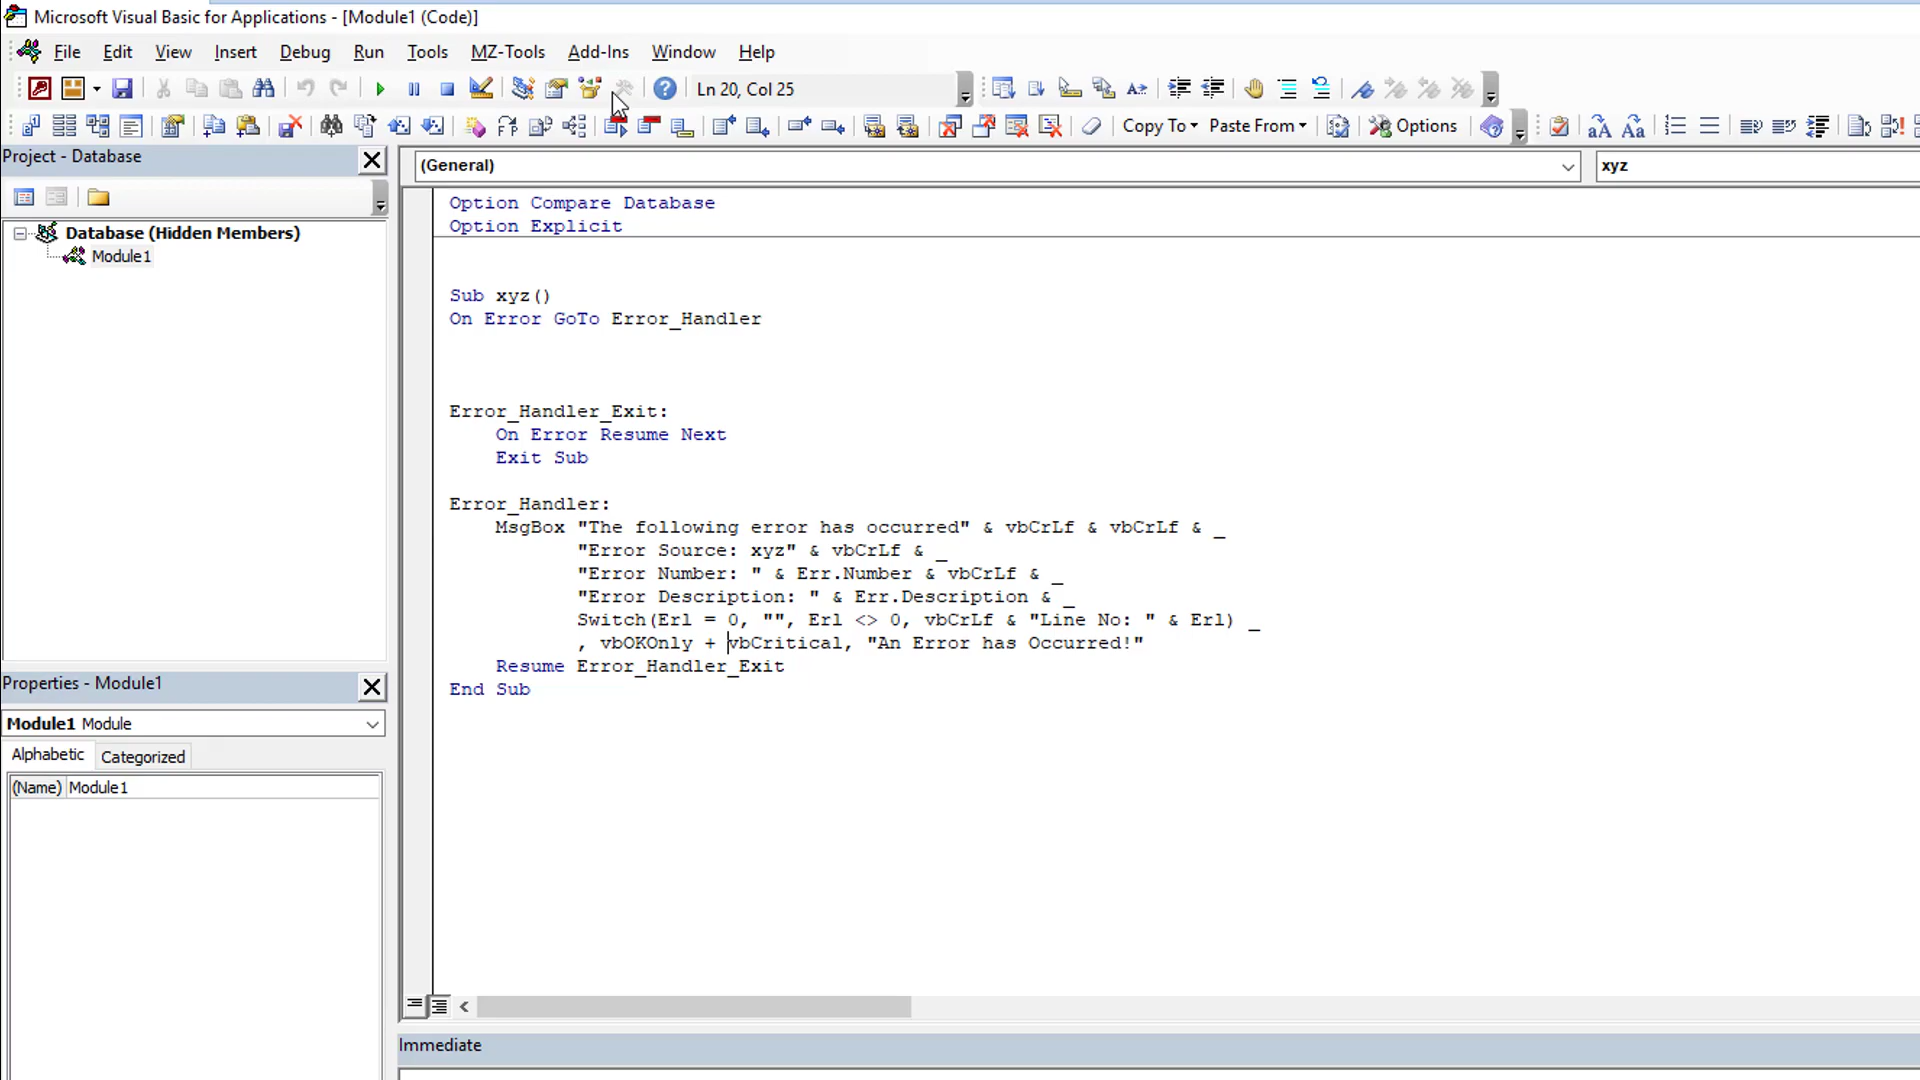 Microsoft Visual Basic for Applications - [Module1 (Code)]
File Edit View Insert Debug Run Tools MZ-Tools Add-Ins Window Help
Ln 20, Col 25
Copy To Paste From Options
Project - Database
(General) xyz
Database (Hidden Members)
Module1
Option Compare Database
Option Explicit
Sub xyz()
On Error GoTo Error_Handler
Error_Handler_Exit:
On Error Resume Next
Exit Sub
Error_Handler:
MsgBox "The following error has occurred" & vbCrLf & vbCrLf & _
"Error Source: xyz" & vbCrLf & _
"Error Number: " & Err.Number & vbCrLf & _
"Error Description: " & Err.Description & _
Switch(Erl = 0, "", Erl <> 0, vbCrLf & "Line No: " & Erl) _
, vbOKOnly + vbCritical, "An Error has Occurred!"
Resume Error_Handler_Exit
End Sub
Properties - Module1
Module1 Module
Alphabetic Categorized
(Name) Module1
Immediate